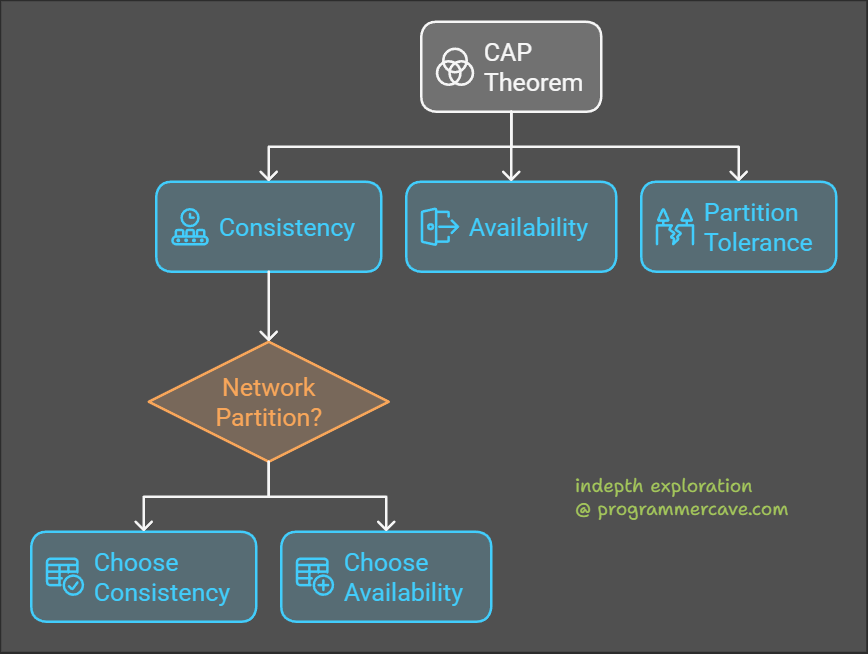 CAP
Theorem
Consistency
Availability
Partition
Tolerance
Network
Partition?
indepth exploration
@ programmercave.com
Choose
Consistency
Choose
Availability